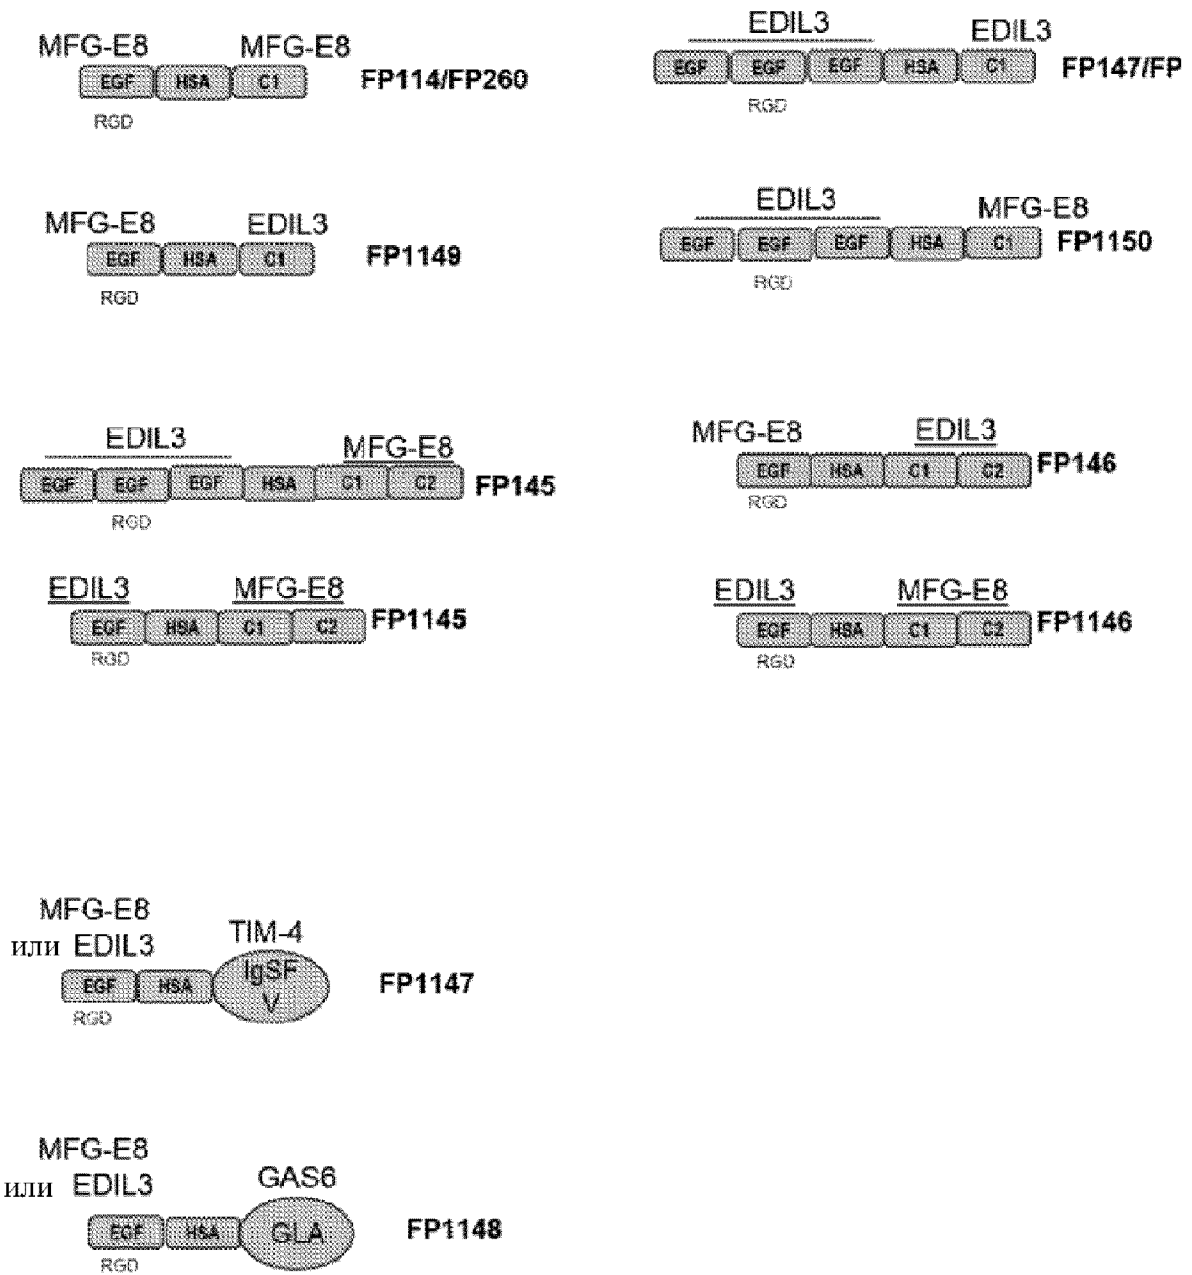 MFG-E8 MFG-E8
EGF HSA C1 FP114/FP260
RGD
EDIL3 EDIL3
EGF EGF EGF HSA C1 FP147/FP
RGD
MFG-E8 EDIL3
EGF HSA C1 FP1149
RGD
EDIL3 MFG-E8
EGF EGF EGF HSA C1 FP1150
RGD
EDIL3 MFG-E8
EGF EGF EGF HSA C1 C2 FP145
RGD
MFG-E8 EDIL3
EGF HSA C1 C2 FP146
RGD
EDIL3 MFG-E8
EGF HSA C1 C2 FP1145
RGD
EDIL3 MFG-E8
EGF HSA C1 C2 FP1146
RGD
MFG-E8
или EDIL3 TIM-4
EGF HSA IgSF V FP1147
RGD
MFG-E8
или EDIL3 GAS6
EGF HSA GLA FP1148
RGD